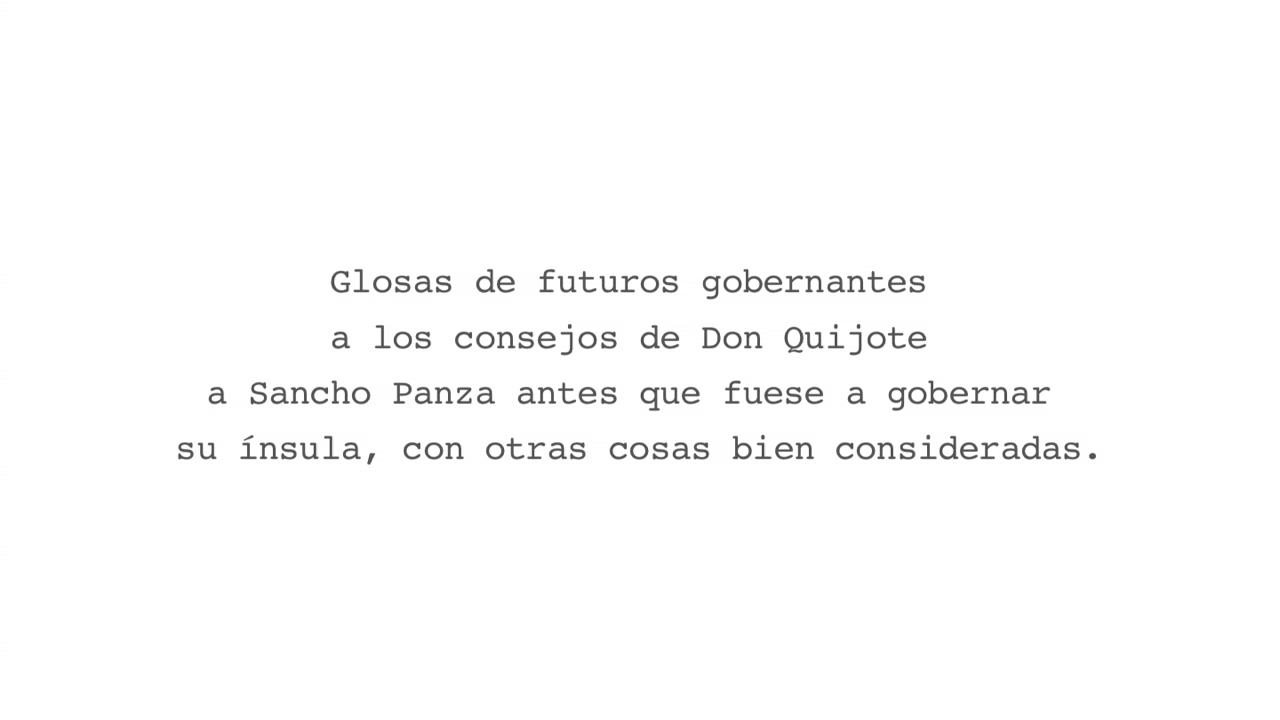 Glosas de futuros gobernantes
a los consejos de Don Quijote
a Sancho Panza antes que fuese a gobernar
su ínsula, con otras cosas bien consideradas.